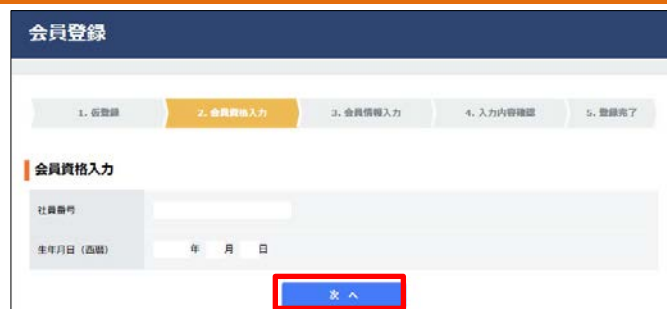 会員登録
1. 仮登録 2. 会員資格入力 3. 会員情報入力 4. 入力内容確認 5. 登録完了
会員資格入力
社員番号
生年月日（西暦） 年 月 日
次 へ